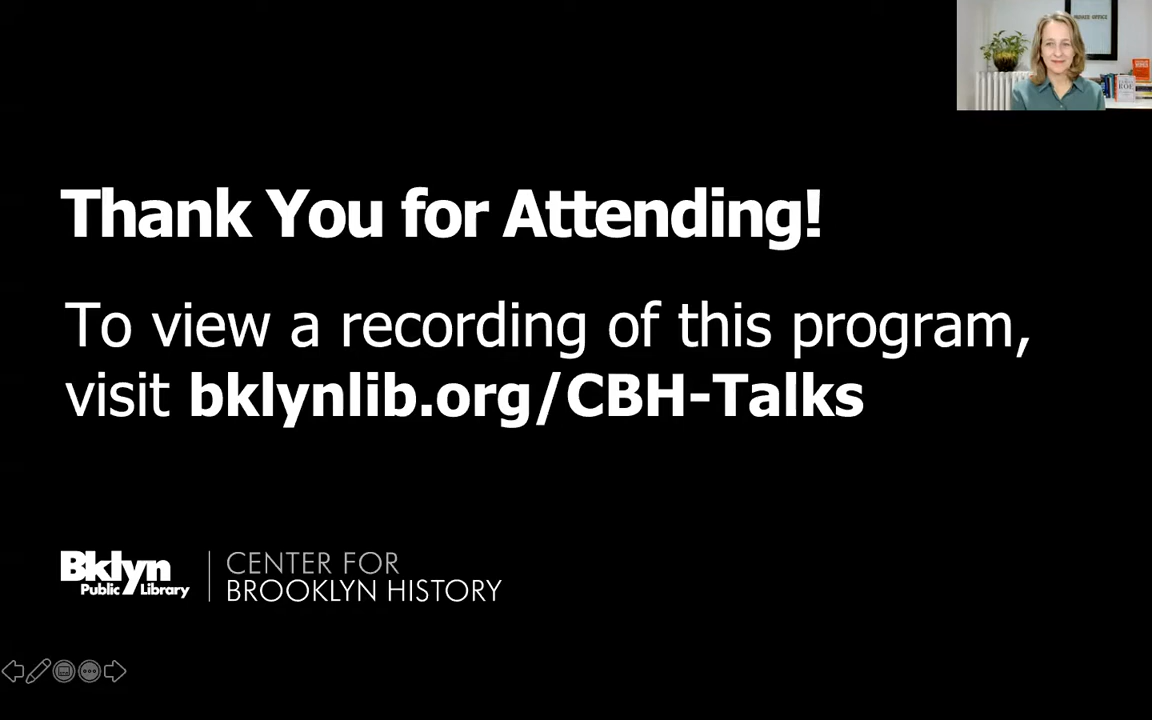 Thank You for Attending!
To view a recording of this program,
visit bklynlib.org/CBH-Talks
Bklyn
Public Library
CENTER FOR
BROOKLYN HISTORY